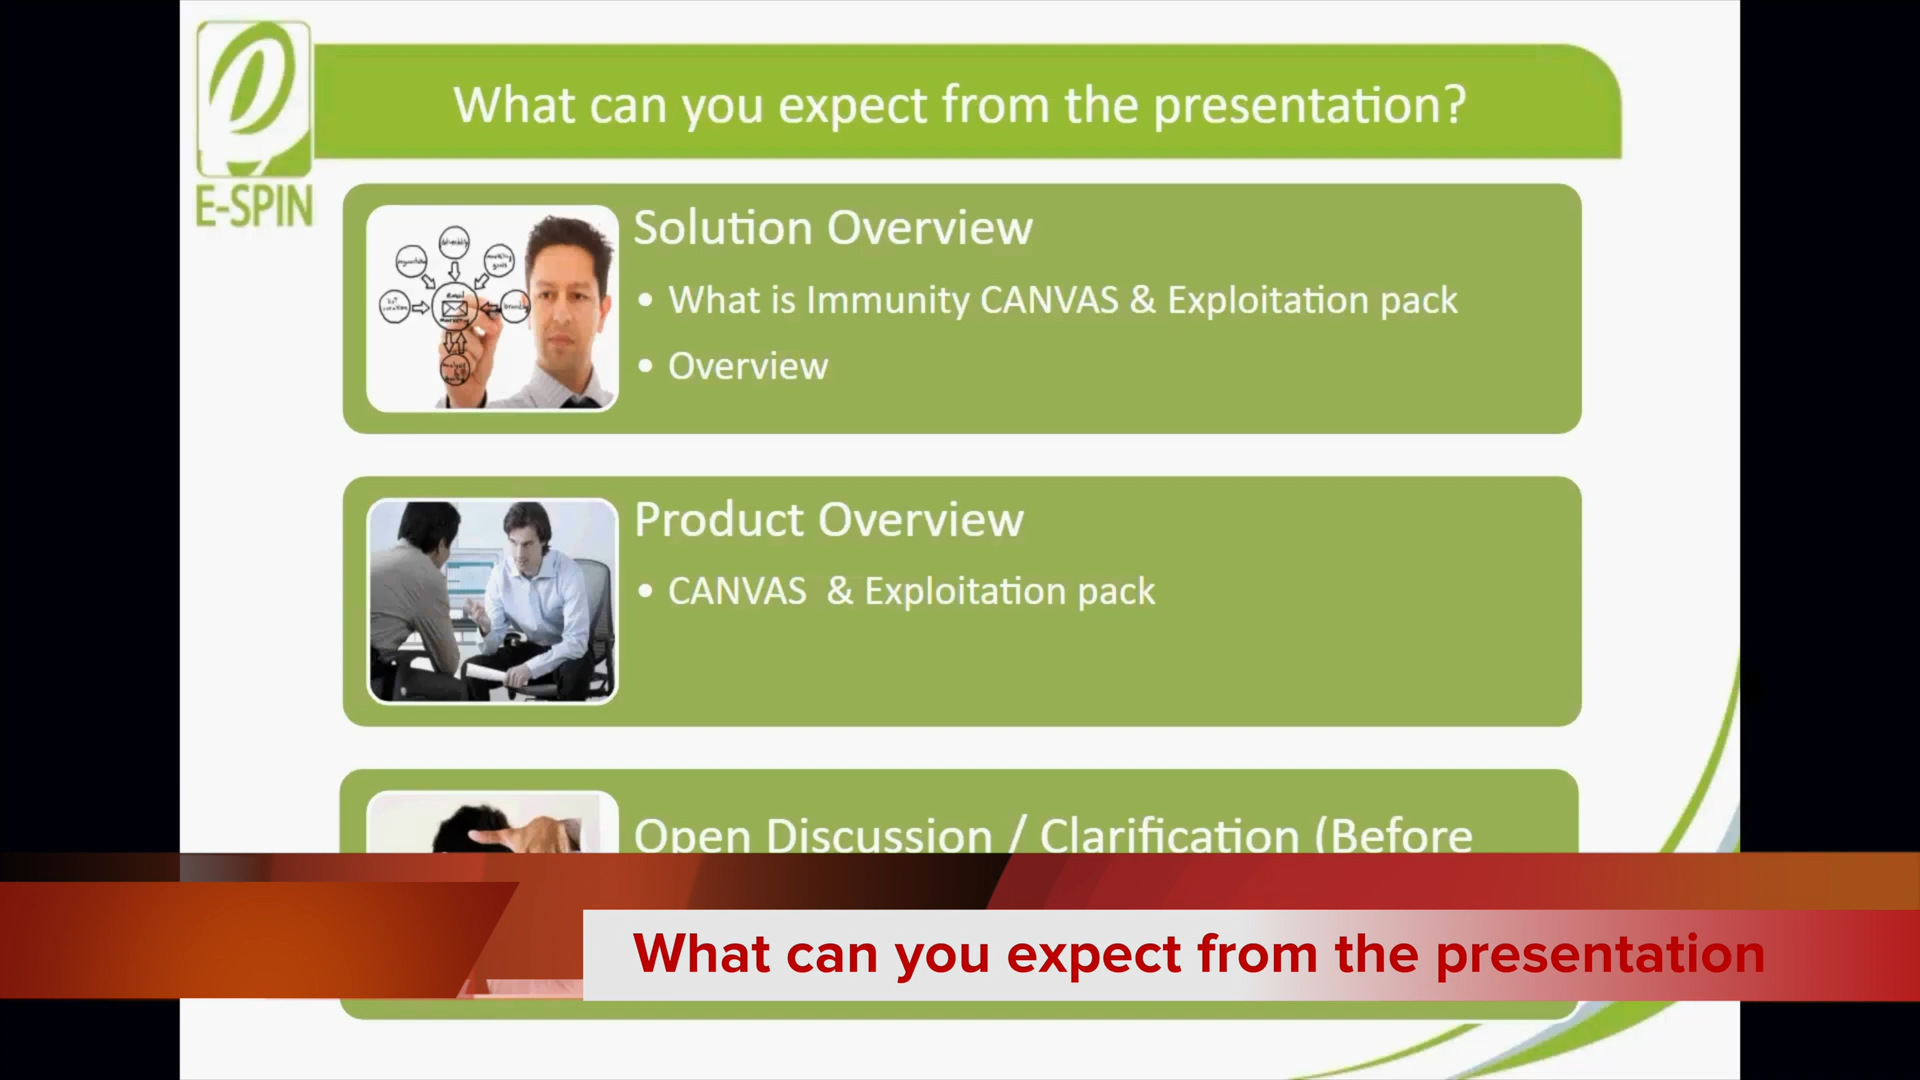 What can you expect from the presentation?
E-SPIN
Solution Overview
• What is Immunity CANVAS & Exploitation pack
• Overview
email
Product Overview
• CANVAS & Exploitation pack
Open Discussion / Clarification (Before
What can you expect from the presentation